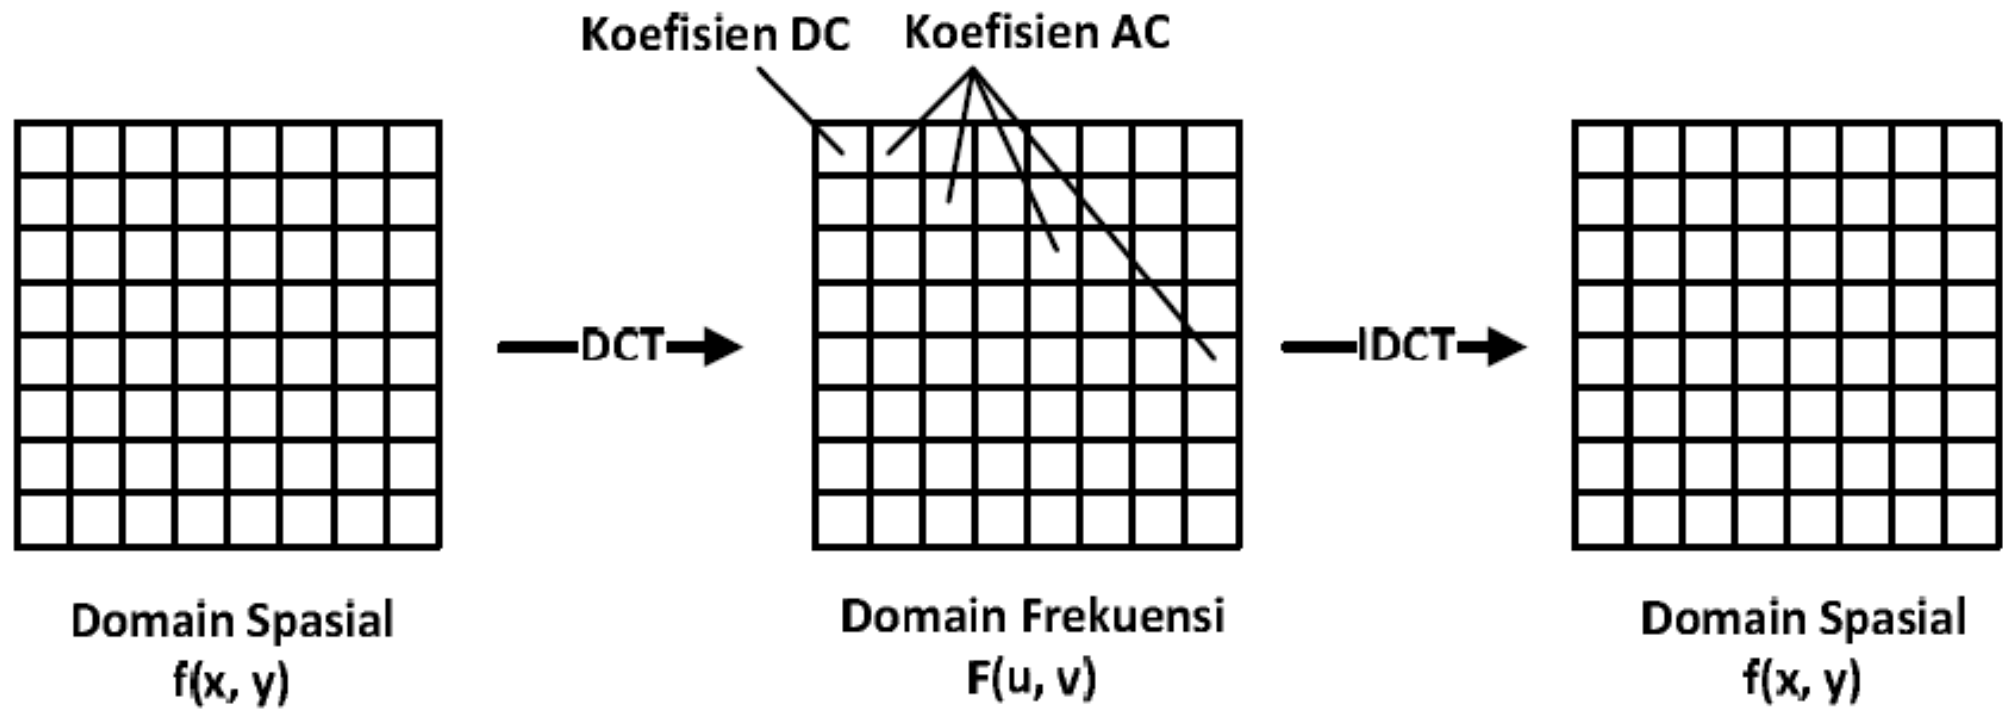 Koefisien DC
Koefisien AC
DCT
IDCT
Domain Spasial
f(x, y)
Domain Frekuensi
F(u, v)
Domain Spasial
f(x, y)